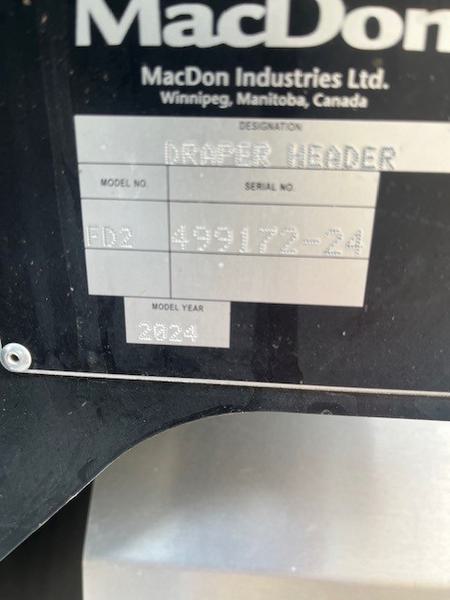 MacDon
MacDon Industries Ltd.
Winnipeg, Manitoba, Canada
DESIGNATION
DRAPER HEADER
MODEL NO.
SERIAL NO.
FD2
499172-24
MODEL YEAR
2024